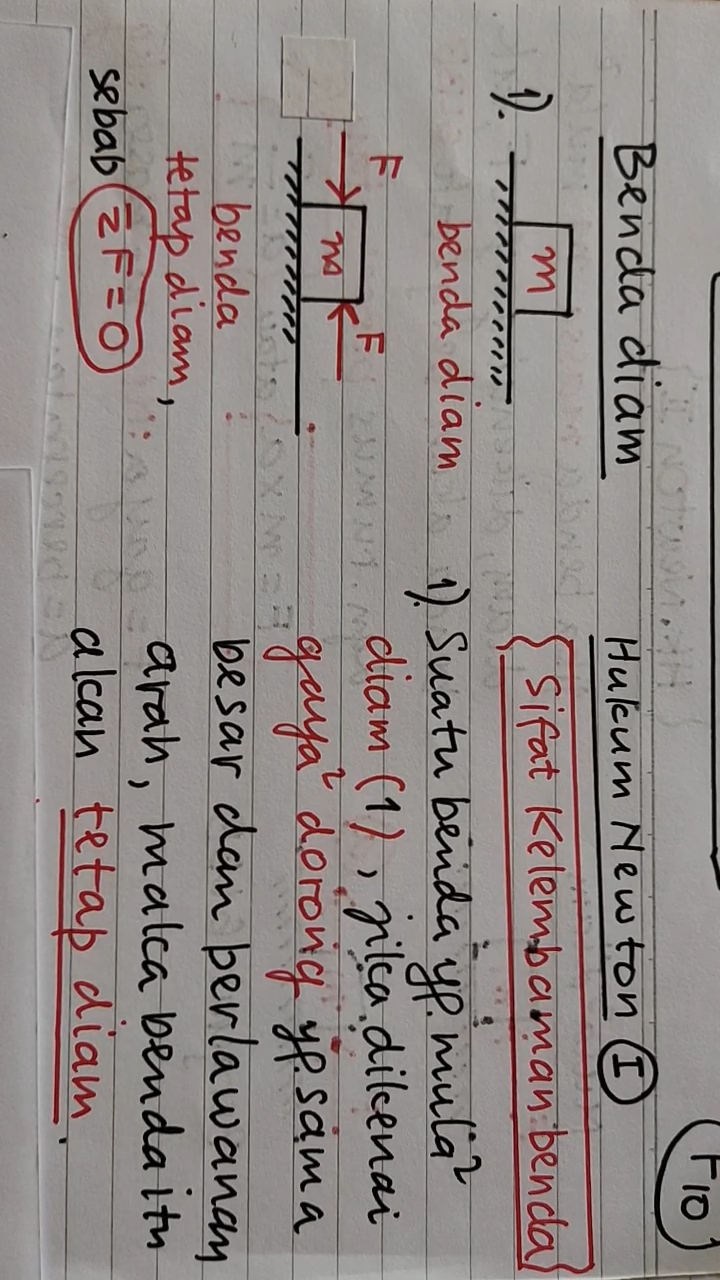 F10
Benda diam
Hukum Newton I
{Sifat Kelembaman benda}
1).
m
benda diam
F
F
m
benda
tetap diam,
sebab ΣF = 0
1). Suatu benda yg. mula²
diam (1), jika dikenai
gaya² dorong yg. sama
besar dan berlawanan
arah, maka benda itu
akan tetap diam.